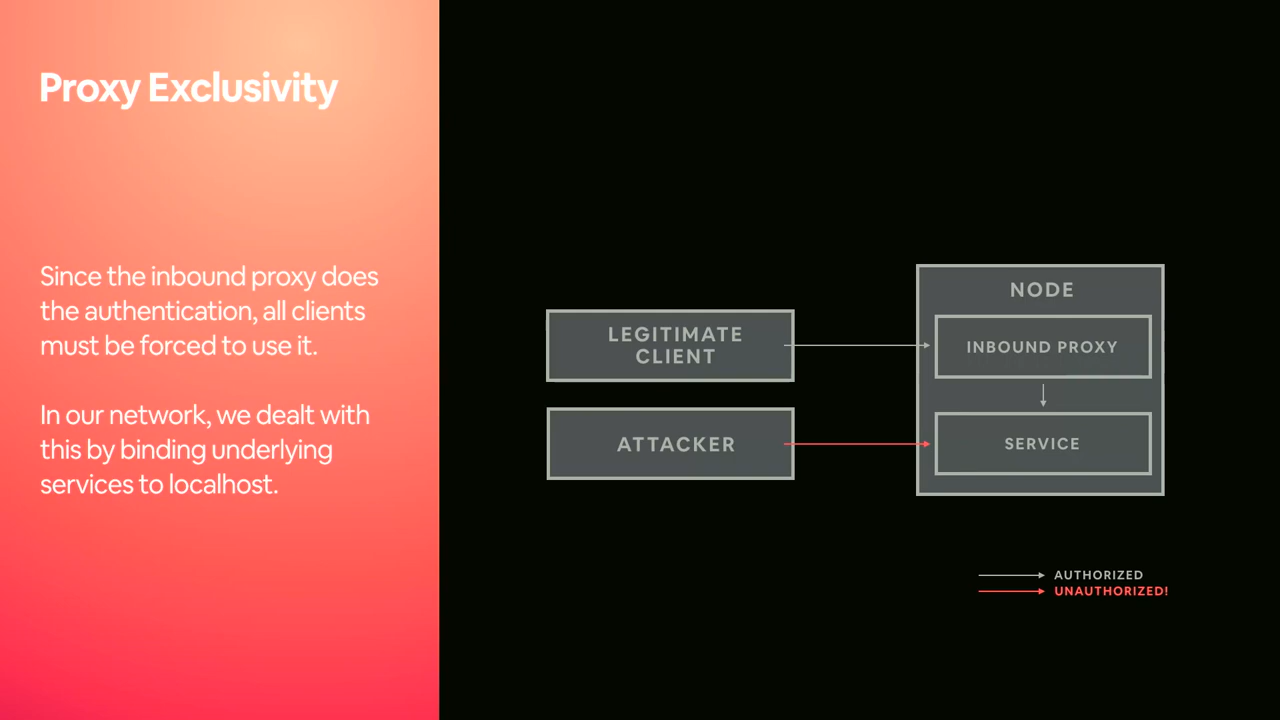 Proxy Exclusivity
Since the inbound proxy does
the authentication, all clients
must be forced to use it.
In our network, we dealt with
this by binding underlying
services to localhost.
LEGITIMATE
CLIENT
ATTACKER
NODE
INBOUND PROXY
SERVICE
AUTHORIZED
UNAUTHORIZED!